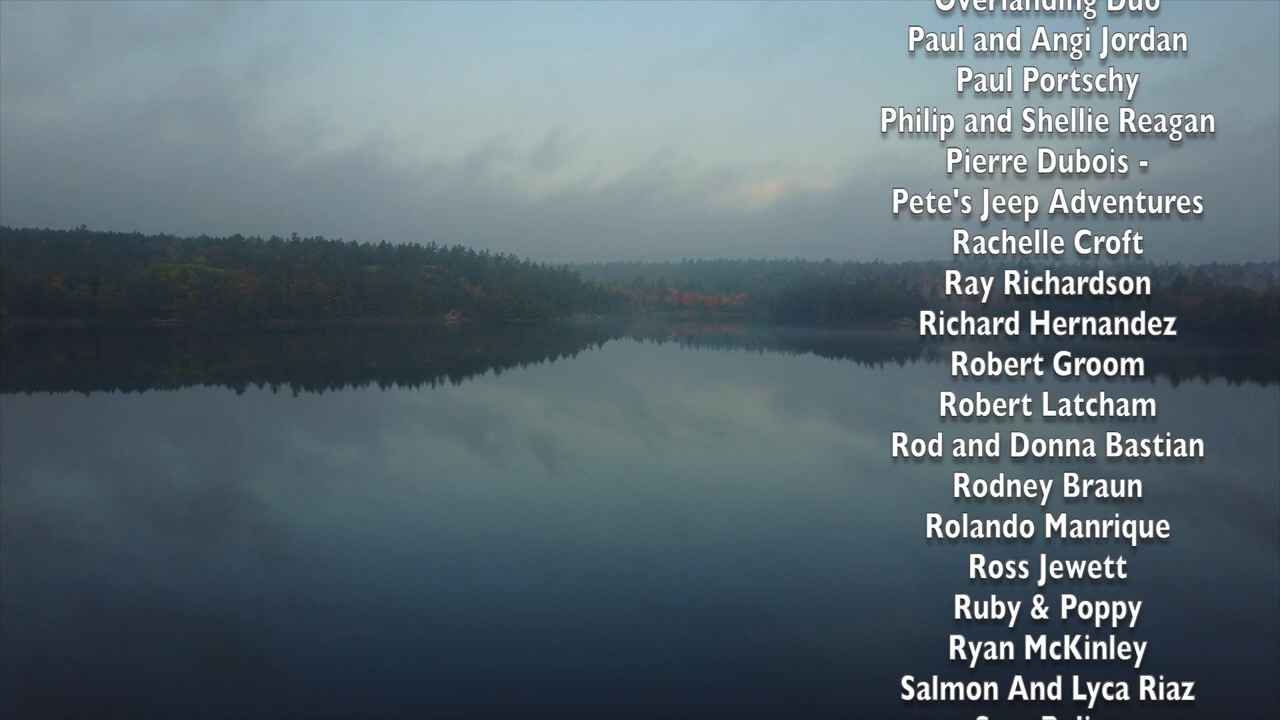 Overlanding Duo
Paul and Angi Jordan
Paul Portschy
Philip and Shellie Reagan
Pierre Dubois -
Pete's Jeep Adventures
Rachelle Croft
Ray Richardson
Richard Hernandez
Robert Groom
Robert Latcham
Rod and Donna Bastian
Rodney Braun
Rolando Manrique
Ross Jewett
Ruby & Poppy
Ryan McKinley
Salmon And Lyca Riaz